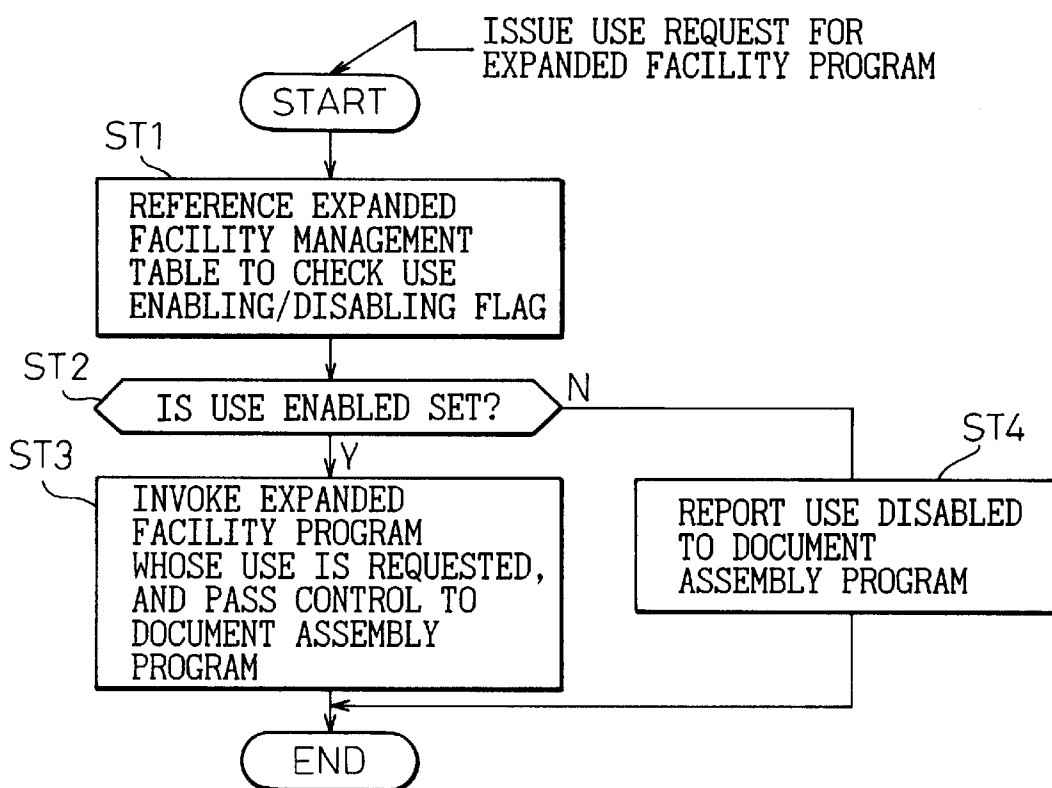 ISSUE USE REQUEST FOR
EXPANDED FACILITY PROGRAM
START
ST1
REFERENCE EXPANDED
FACILITY MANAGEMENT
TABLE TO CHECK USE
ENABLING/DISABLING FLAG
ST2
IS USE ENABLED SET?
N
Y
ST3
INVOKE EXPANDED
FACILITY PROGRAM
WHOSE USE IS REQUESTED,
AND PASS CONTROL TO
DOCUMENT ASSEMBLY
PROGRAM
ST4
REPORT USE DISABLED
TO DOCUMENT
ASSEMBLY PROGRAM
END